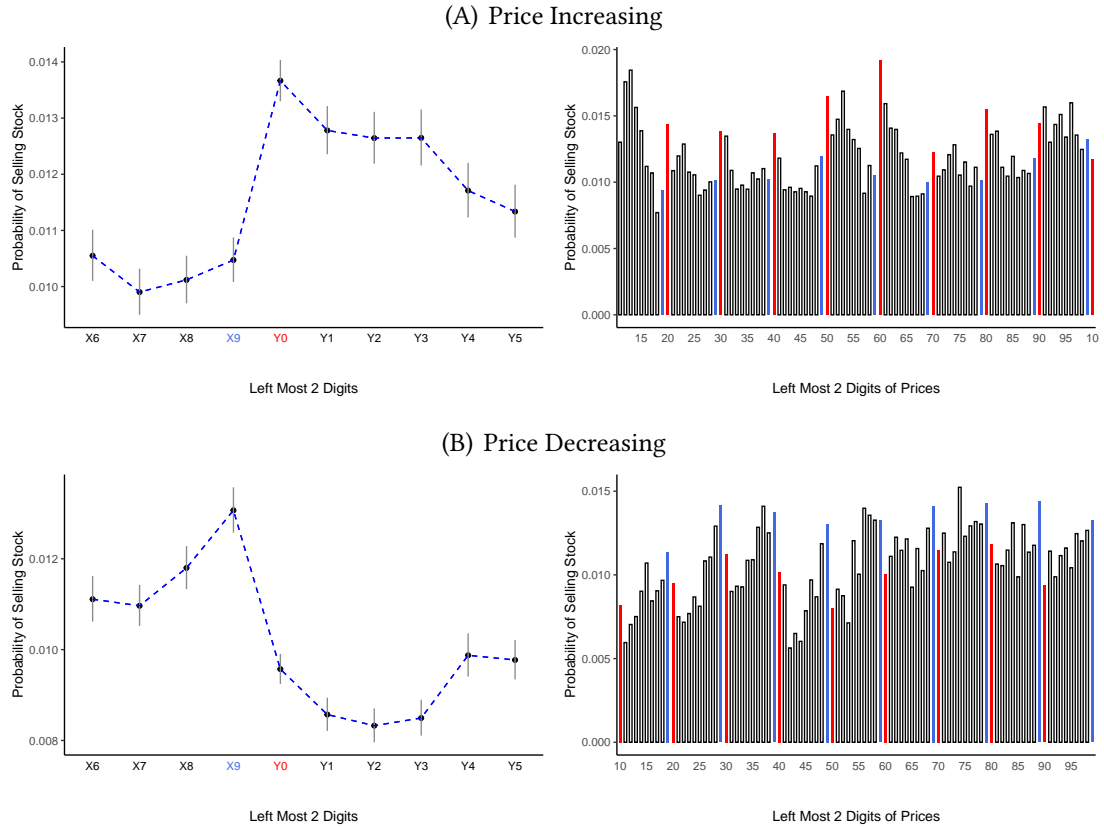 (A) Price Increasing
Probability of Selling Stock
0.014
0.013
0.012
0.011
0.010
X6 X7 X8 X9 Y0 Y1 Y2 Y3 Y4 Y5
Left Most 2 Digits
Probability of Selling Stock
0.020
0.015
0.010
0.005
0.000
15 20 25 30 35 40 45 50 55 60 65 70 75 80 85 90 95 10
Left Most 2 Digits of Prices
(B) Price Decreasing
Probability of Selling Stock
0.012
0.010
0.008
X6 X7 X8 X9 Y0 Y1 Y2 Y3 Y4 Y5
Left Most 2 Digits
Probability of Selling Stock
0.015
0.010
0.005
0.000
10 15 20 25 30 35 40 45 50 55 60 65 70 75 80 85 90 95
Left Most 2 Digits of Prices